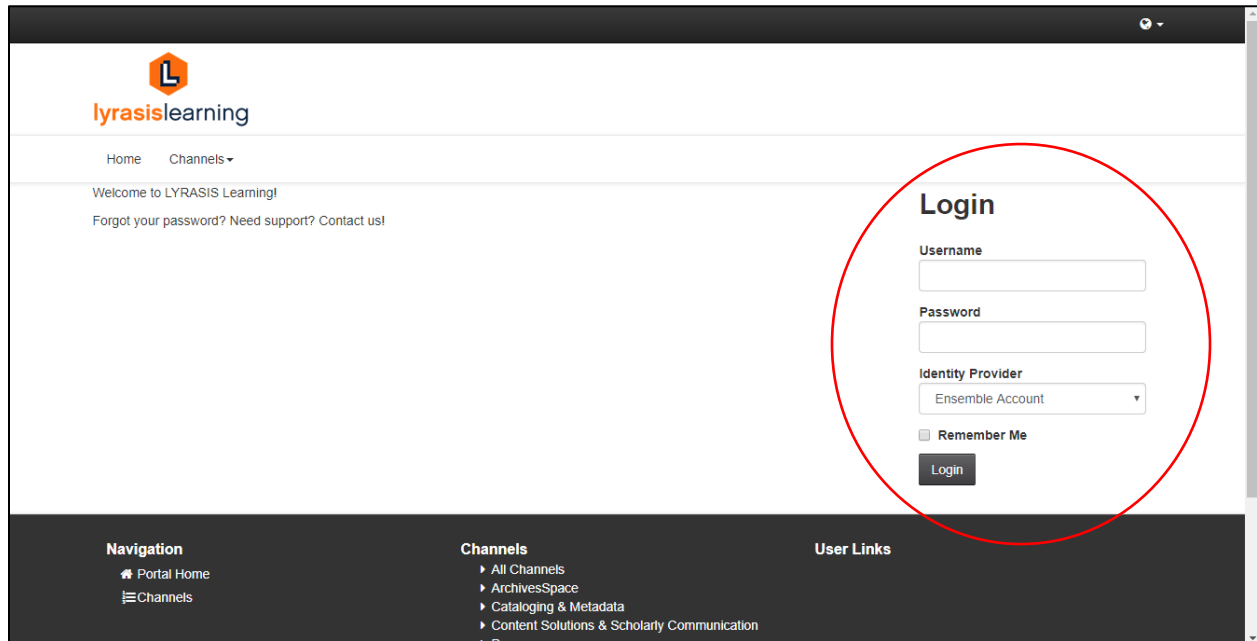 L
lyrasislearning
Home Channels
Welcome to LYRASIS Learning!
Forgot your password? Need support? Contact us!
Login
Username
Password
Identity Provider
Ensemble Account
Remember Me
Login
Navigation
Portal Home
Channels
Channels
All Channels
ArchivesSpace
Cataloging & Metadata
Content Solutions & Scholarly Communication
User Links